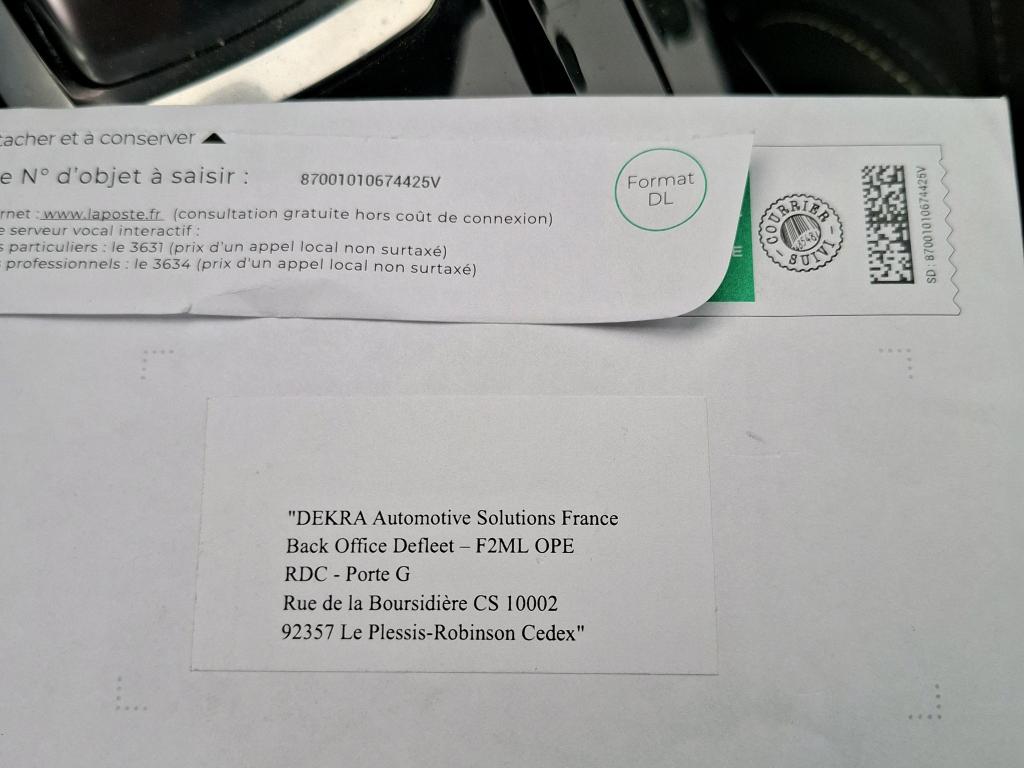 tacher et à conserver
e N° d'objet à saisir : 87001010674425V
Format
DL
rnet : www.laposte.fr (consultation gratuite hors coût de connexion)
e serveur vocal interactif :
s particuliers : le 3631 (prix d'un appel local non surtaxé)
s professionnels : le 3634 (prix d'un appel local non surtaxé)
E
COURRIER
SUIVI
SD : 87001010674425V
"DEKRA Automotive Solutions France
Back Office Defleet – F2ML OPE
RDC - Porte G
Rue de la Boursidière CS 10002
92357 Le Plessis-Robinson Cedex"